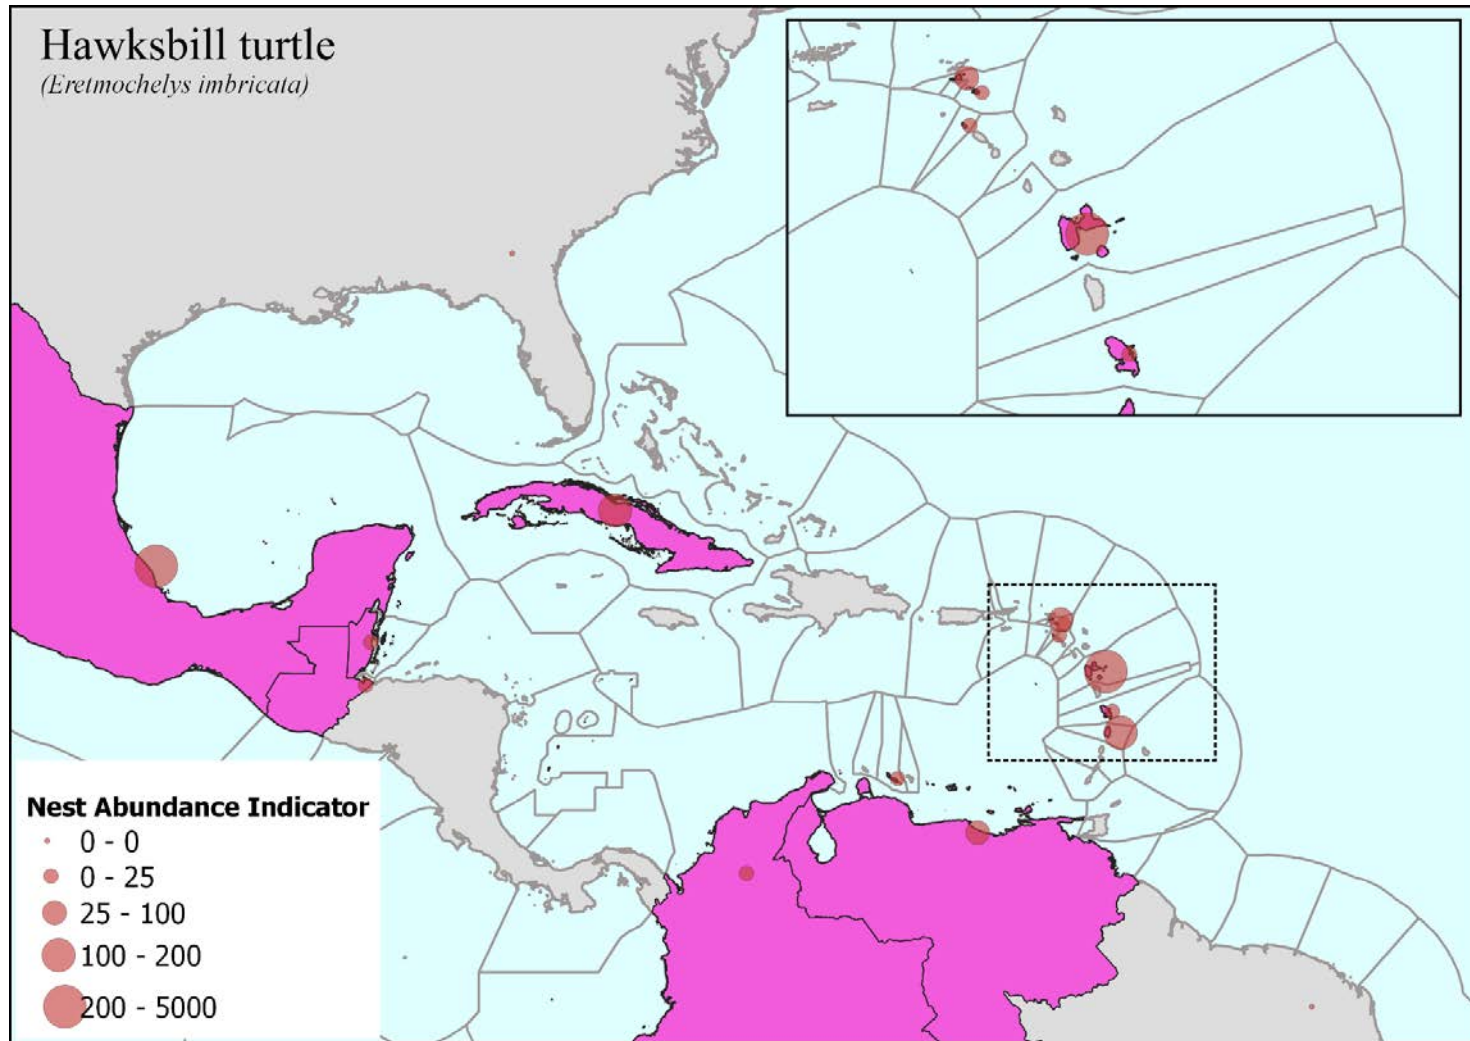 Hawksbill turtle
(Eretmochelys imbricata)
Nest Abundance Indicator
0 - 0
0 - 25
25 - 100
100 - 200
200 - 5000